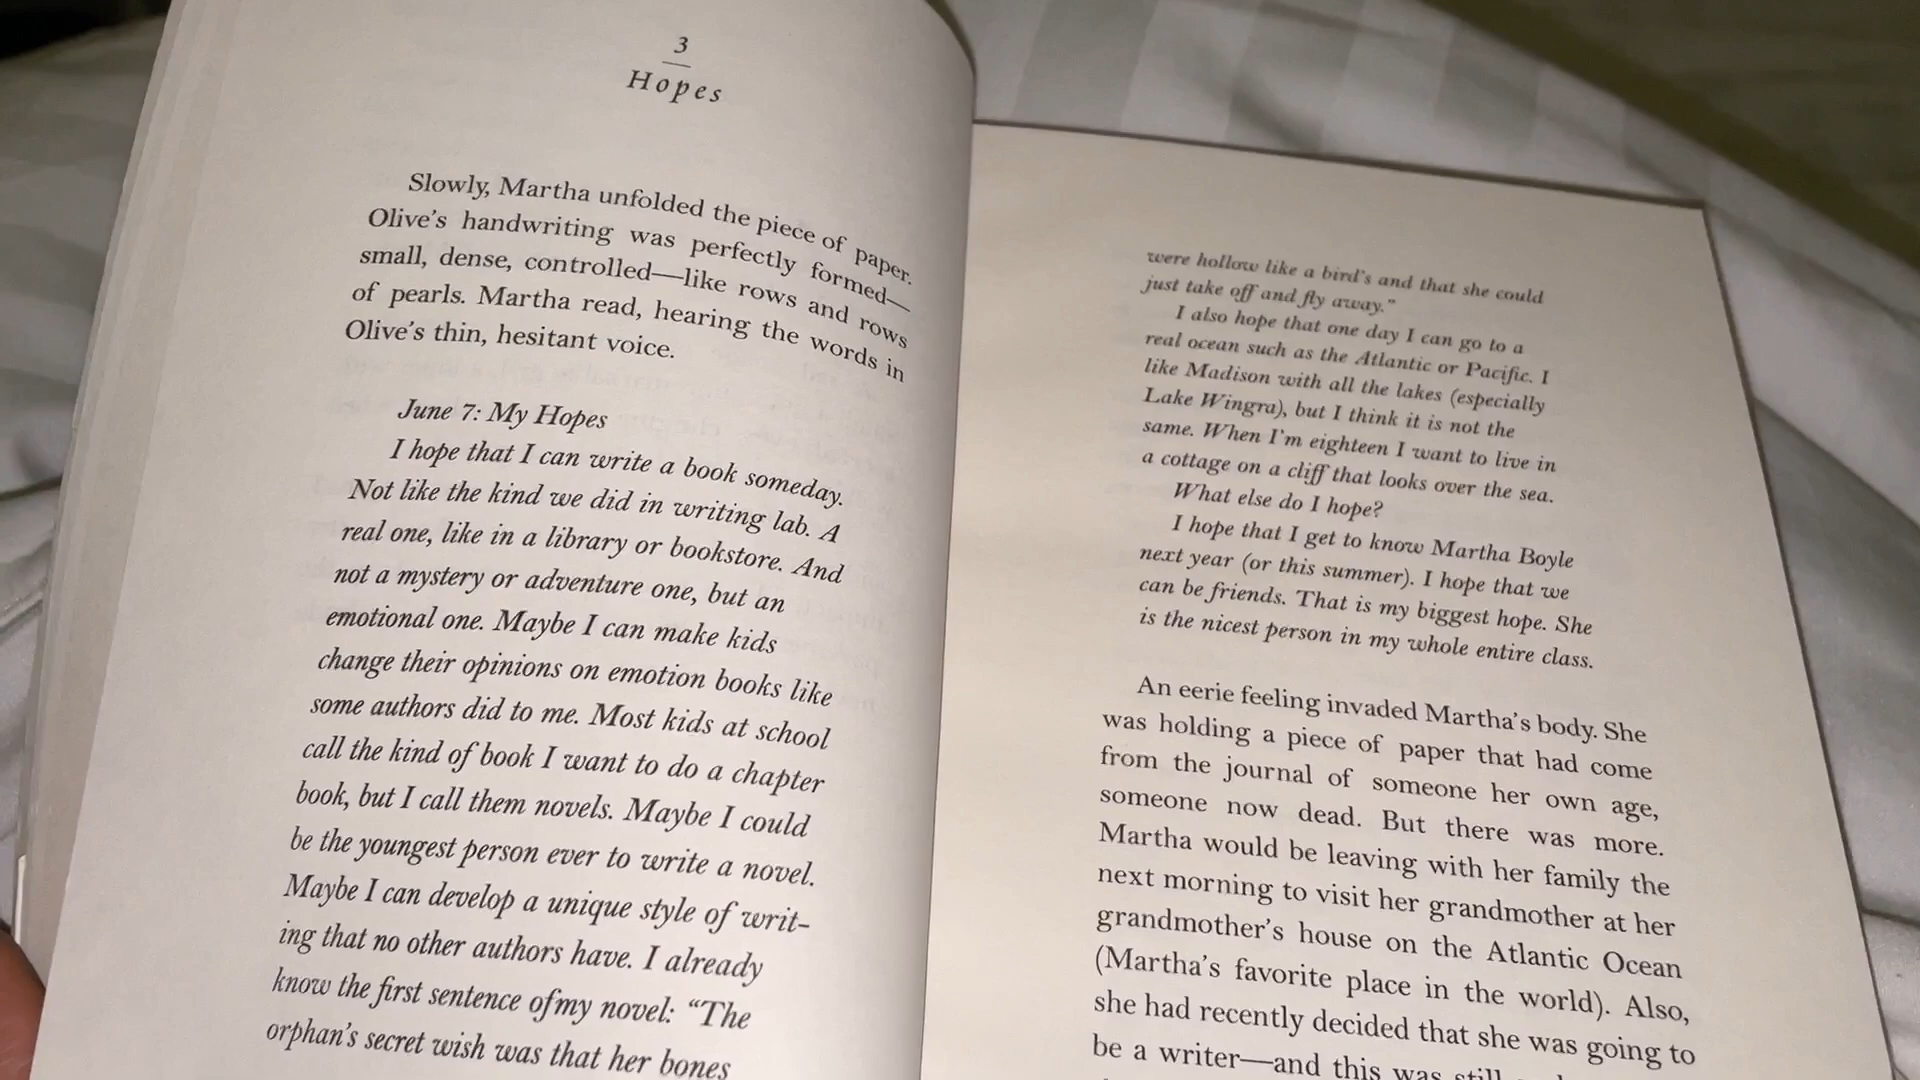 3
Hopes
Slowly, Martha unfolded the piece of paper.
Olive's handwriting was perfectly formed—
small, dense, controlled—like rows and rows
of pearls. Martha read, hearing the words in
Olive's thin, hesitant voice.
June 7: My Hopes
I hope that I can write a book someday.
Not like the kind we did in writing lab. A
real one, like in a library or bookstore. And
not a mystery or adventure one, but an
emotional one. Maybe I can make kids
change their opinions on emotion books like
some authors did to me. Most kids at school
call the kind of book I want to do a chapter
book, but I call them novels. Maybe I could
be the youngest person ever to write a novel.
Maybe I can develop a unique style of writ-
ing that no other authors have. I already
know the first sentence of my novel: “The
orphan's secret wish was that her bones
were hollow like a bird's and that she could
just take off and fly away.”
I also hope that one day I can go to a
real ocean such as the Atlantic or Pacific. I
like Madison with all the lakes (especially
Lake Wingra), but I think it is not the
same. When I'm eighteen I want to live in
a cottage on a cliff that looks over the sea.
What else do I hope?
I hope that I get to know Martha Boyle
next year (or this summer). I hope that we
can be friends. That is my biggest hope. She
is the nicest person in my whole entire class.
An eerie feeling invaded Martha's body. She
was holding a piece of paper that had come
from the journal of someone her own age,
someone now dead. But there was more.
Martha would be leaving with her family the
next morning to visit her grandmother at her
grandmother's house on the Atlantic Ocean
(Martha's favorite place in the world). Also,
she had recently decided that she was going to
be a writer—and this was still